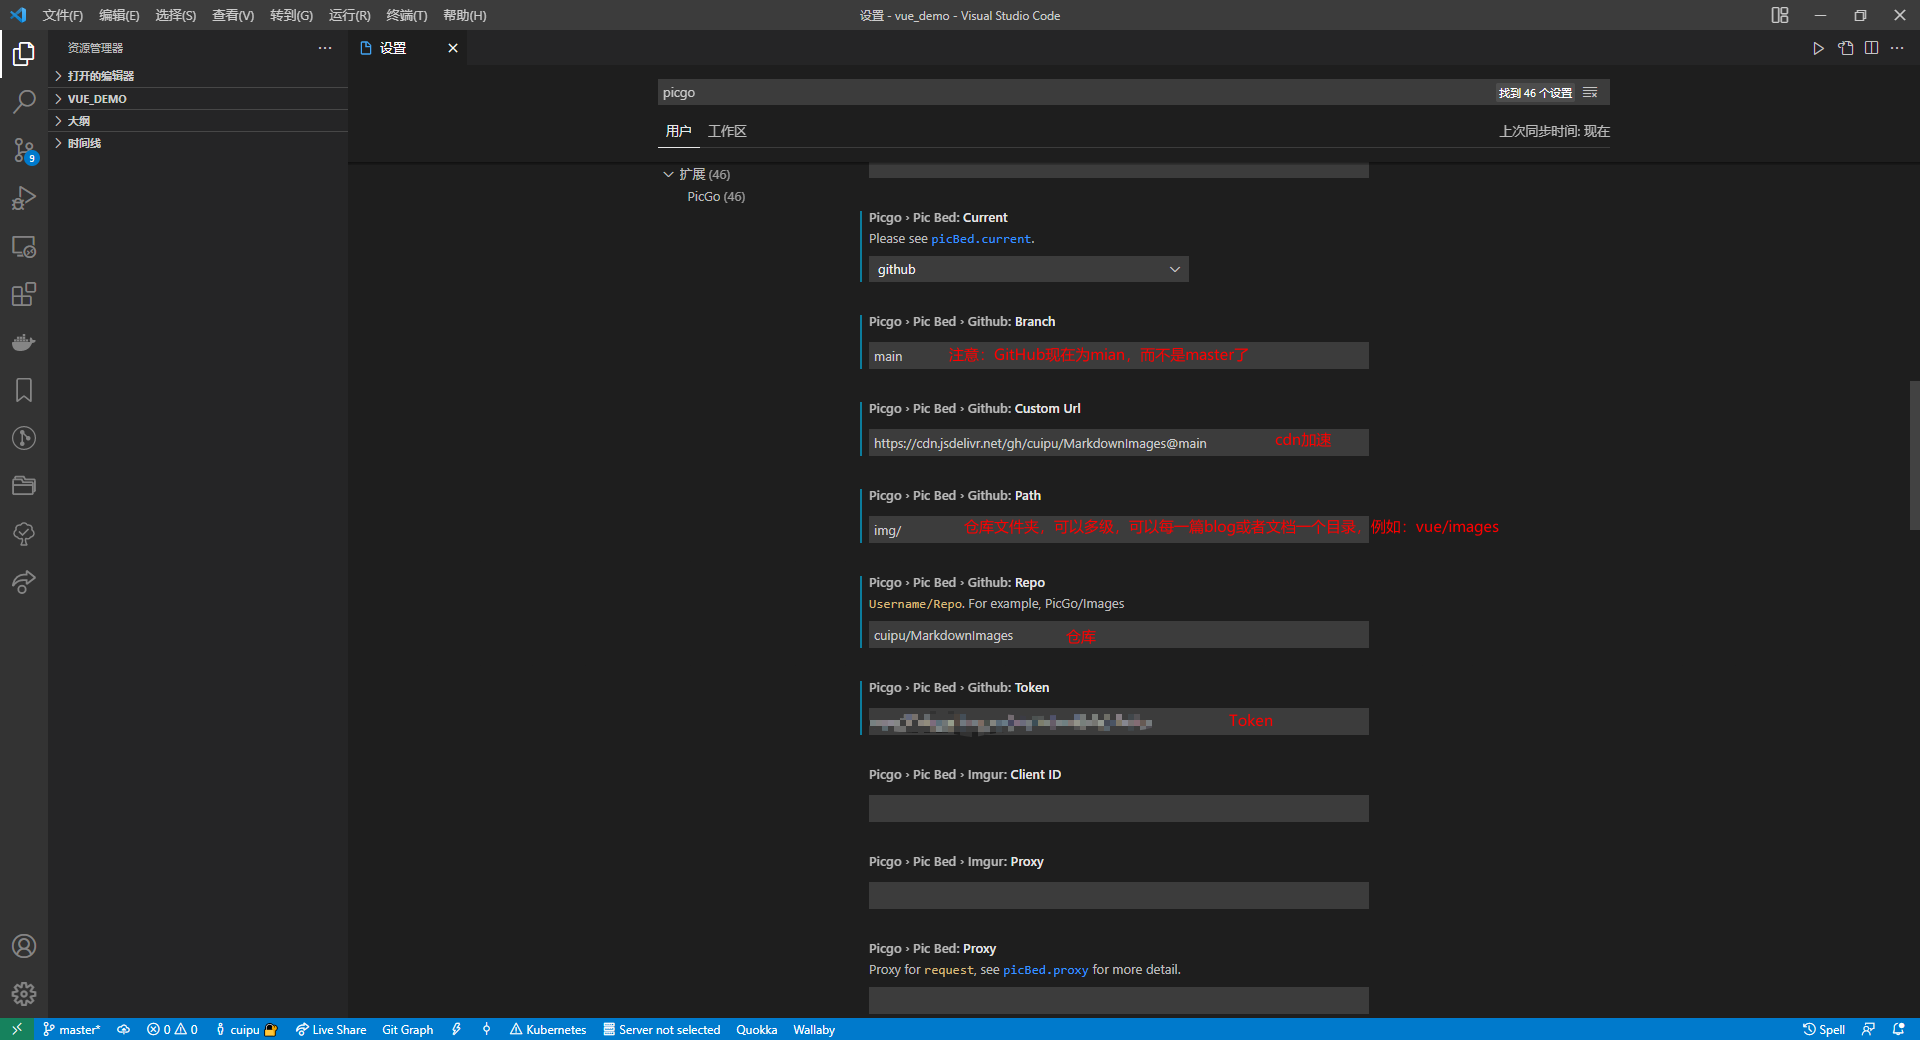 文件(F) 编辑(E) 选择(S) 查看(V) 转到(G) 运行(R) 终端(T) 帮助(H) 设置 - vue_demo - Visual Studio Code
资源管理器 ··· 设置
打开的编辑器
VUE_DEMO
大纲
时间线
picgo 找到 46 个设置
用户 工作区 上次同步时间: 现在
扩展 (46)
PicGo (46)
Picgo › Pic Bed: Current
Please see picBed.current.
github
Picgo › Pic Bed › Github: Branch
main 注意：GitHub现在为mian，而不是master了
Picgo › Pic Bed › Github: Custom Url
https://cdn.jsdelivr.net/gh/cuipu/MarkdownImages@main cdn加速
Picgo › Pic Bed › Github: Path
img/ 仓库文件夹，可以多级，可以每一篇blog或者文档一个目录，例如：vue/images
Picgo › Pic Bed › Github: Repo
Username/Repo. For example, PicGo/Images
cuipu/MarkdownImages 仓库
Picgo › Pic Bed › Github: Token
Token
Picgo › Pic Bed › Imgur: Client ID
Picgo › Pic Bed › Imgur: Proxy
Picgo › Pic Bed: Proxy
Proxy for request, see picBed.proxy for more detail.
9
master* 0 0 cuipu Live Share Git Graph Kubernetes Server not selected Quokka Wallaby Spell